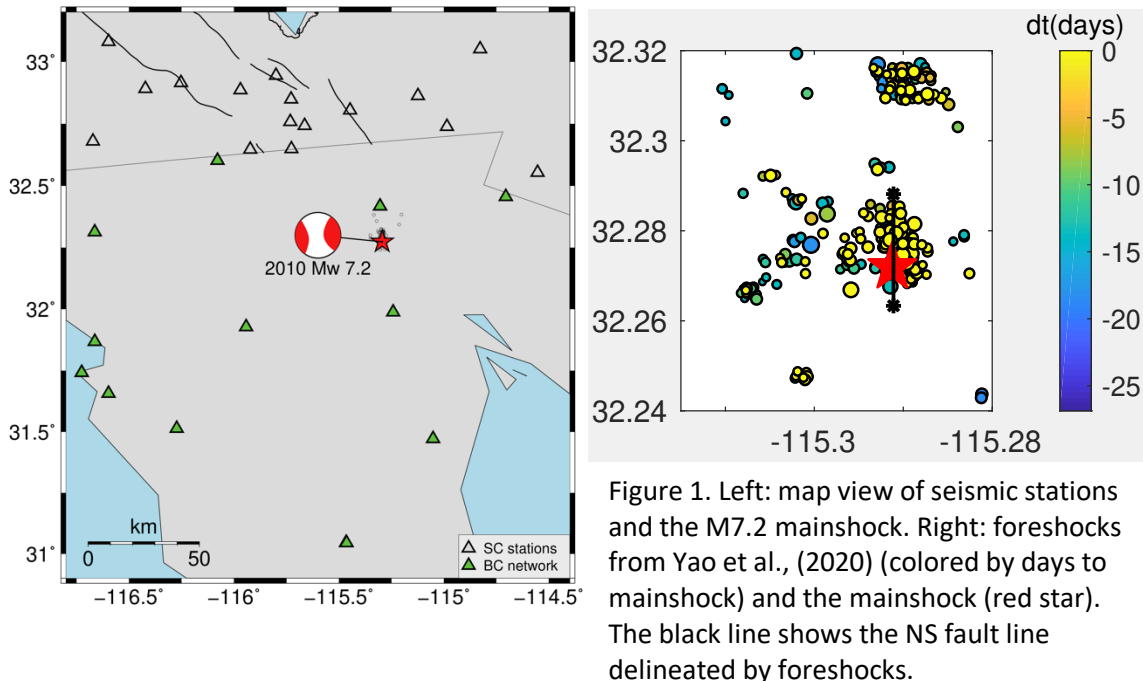 33˚
32.5˚
32˚
31.5˚
31˚
2010 Mw 7.2
km
0 50
SC stations
BC network
−116.5˚ −116˚ −115.5˚ −115˚ −114.5˚
dt(days)
32.32
32.3
32.28
32.26
32.24
-115.3 -115.28
0
-5
-10
-15
-20
-25
Figure 1. Left: map view of seismic stations
and the M7.2 mainshock. Right: foreshocks
from Yao et al., (2020) (colored by days to
mainshock) and the mainshock (red star).
The black line shows the NS fault line
delineated by foreshocks.